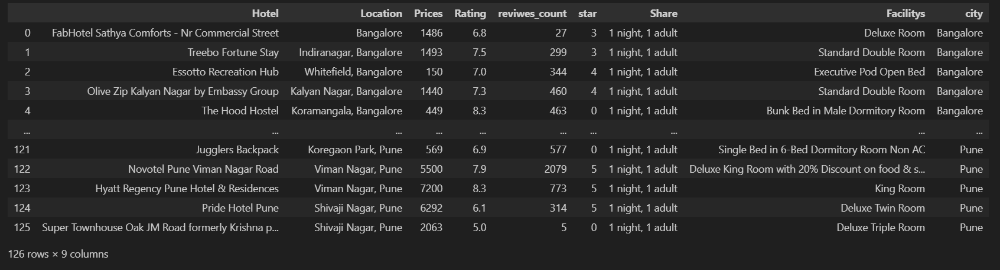 Hotel Location Prices Rating reviwes_count star Share Facilitys city
0 FabHotel Sathya Comforts - Nr Commercial Street Bangalore 1486 6.8 27 3 1 night, 1 adult Deluxe Room Bangalore
1 Treebo Fortune Stay Indiranagar, Bangalore 1493 7.5 299 3 1 night, 1 adult Standard Double Room Bangalore
2 Essotto Recreation Hub Whitefield, Bangalore 150 7.0 344 4 1 night, 1 adult Executive Pod Open Bed Bangalore
3 Olive Zip Kalyan Nagar by Embassy Group Kalyan Nagar, Bangalore 1440 7.3 460 4 1 night, 1 adult Standard Double Room Bangalore
4 The Hood Hostel Koramangala, Bangalore 449 8.3 463 0 1 night, 1 adult Bunk Bed in Male Dormitory Room Bangalore
... ... ... ... ... ... ... ... ... ...
121 Jugglers Backpack Koregaon Park, Pune 569 6.9 577 0 1 night, 1 adult Single Bed in 6-Bed Dormitory Room Non AC Pune
122 Novotel Pune Viman Nagar Road Viman Nagar, Pune 5500 7.9 2079 5 1 night, 1 adult Deluxe King Room with 20% Discount on food & s... Pune
123 Hyatt Regency Pune Hotel & Residences Viman Nagar, Pune 7200 8.3 773 5 1 night, 1 adult King Room Pune
124 Pride Hotel Pune Shivaji Nagar, Pune 6292 6.1 314 5 1 night, 1 adult Deluxe Twin Room Pune
125 Super Townhouse Oak JM Road formerly Krishna p... Shivaji Nagar, Pune 2063 5.0 5 0 1 night, 1 adult Deluxe Triple Room Pune
126 rows × 9 columns